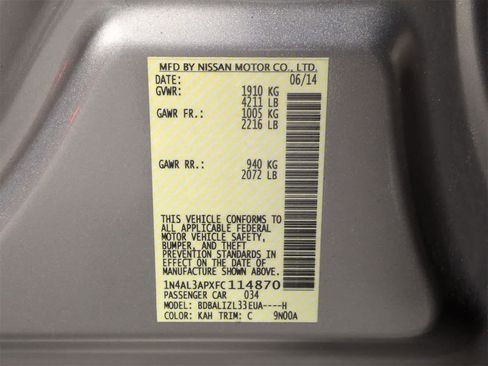 MFD BY NISSAN MOTOR CO., LTD.
DATE: 06/14
GVWR: 1910 KG
4211 LB
GAWR FR.: 1005 KG
2216 LB
GAWR RR.: 940 KG
2072 LB
THIS VEHICLE CONFORMS TO
ALL APPLICABLE FEDERAL
MOTOR VEHICLE SAFETY,
BUMPER, AND THEFT
PREVENTION STANDARDS
IN EFFECT ON THE DATE OF
MANUFACTURE SHOWN ABOVE.
1N4AL3APXFC114870
PASSENGER CAR 034
MODEL: BDBALIZL33EUA----H
COLOR: KAH TRIM: C 9N00A